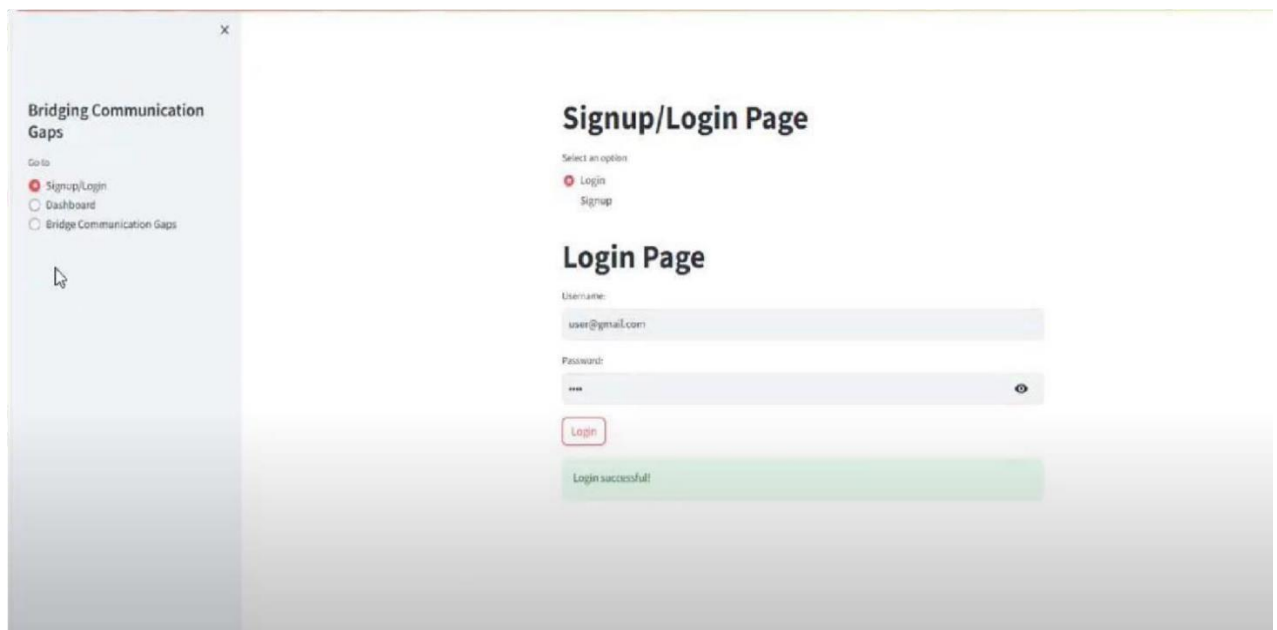 X
Bridging Communication
Gaps
Go to
Signup/Login
Dashboard
Bridge Communication Gaps
Signup/Login Page
Select an option
Login
Signup
Login Page
Username:
user@gmail.com
Password:
••••
Login
Login successful!